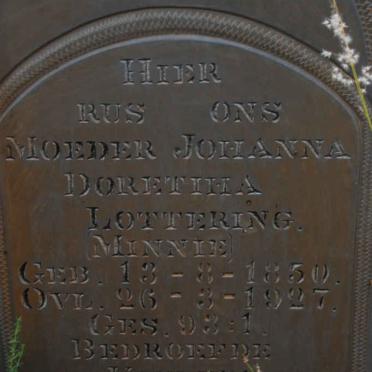 HIER
RUS ONS
MOEDER JOHANNA
DORETIHA
LOTTERING.
(MINNIE)
GEB. 13-8-1850.
OVL. 26-3-1927.
GES. 93:1.
BEDROEFDE